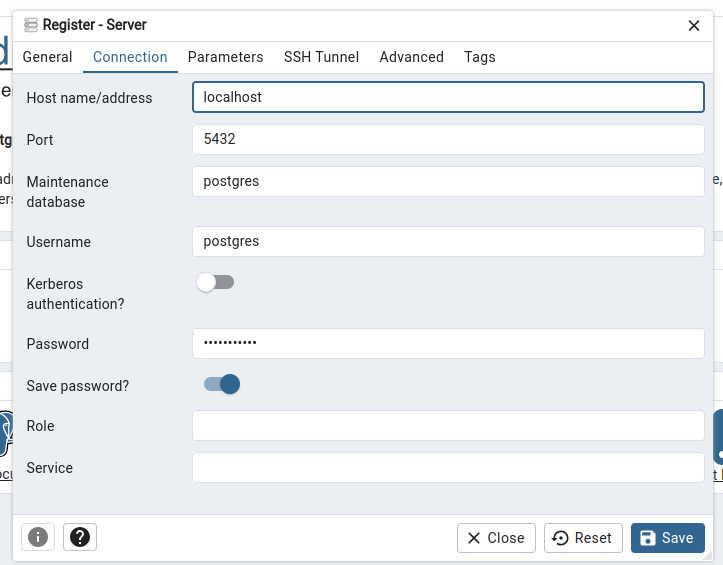 Register - Server
General Connection Parameters SSH Tunnel Advanced Tags
Host name/address localhost
Port 5432
Maintenance database postgres
Username postgres
Kerberos authentication?
Password •••••••••••
Save password?
Role
Service
Close Reset Save